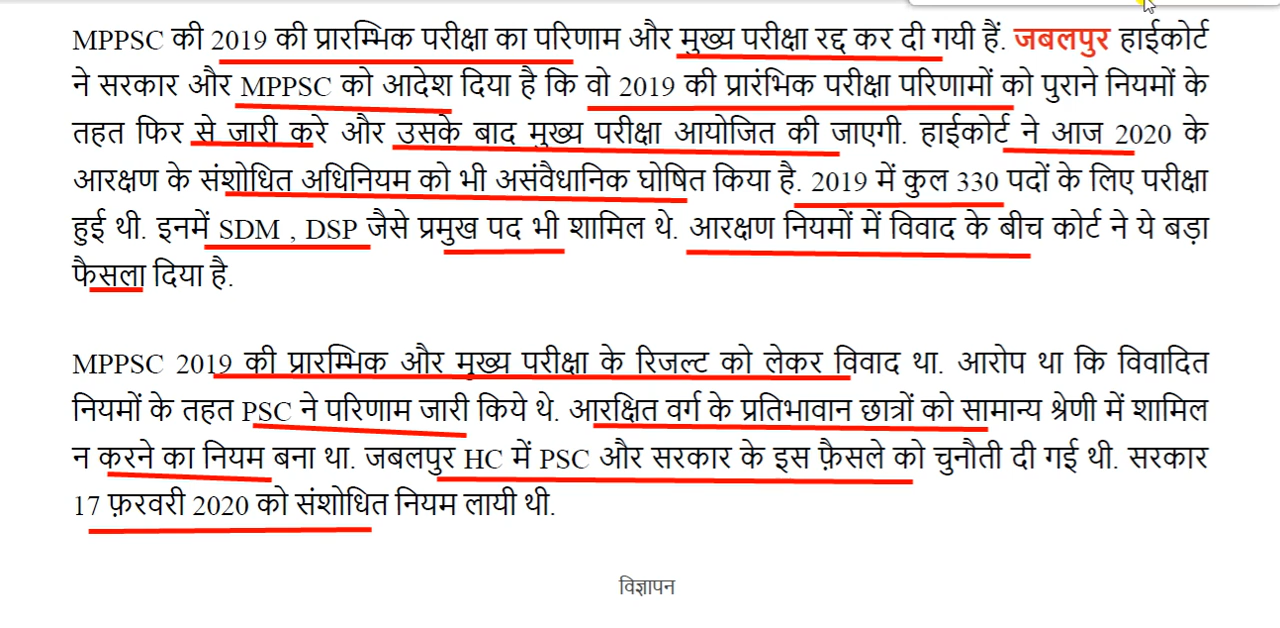 MPPSC की 2019 की प्रारम्भिक परीक्षा का परिणाम और मुख्य परीक्षा रद्द कर दी गयी हैं. जबलपुर हाईकोर्ट
ने सरकार और MPPSC को आदेश दिया है कि वो 2019 की प्रारंभिक परीक्षा परिणामों को पुराने नियमों के
तहत फिर से जारी करे और उसके बाद मुख्य परीक्षा आयोजित की जाएगी. हाईकोर्ट ने आज 2020 के
आरक्षण के संशोधित अधिनियम को भी असंवैधानिक घोषित किया है. 2019 में कुल 330 पदों के लिए परीक्षा
हुई थी. इनमें SDM , DSP जैसे प्रमुख पद भी शामिल थे. आरक्षण नियमों में विवाद के बीच कोर्ट ने ये बड़ा
फैसला दिया है.
MPPSC 2019 की प्रारम्भिक और मुख्य परीक्षा के रिजल्ट को लेकर विवाद था. आरोप था कि विवादित
नियमों के तहत PSC ने परिणाम जारी किये थे. आरक्षित वर्ग के प्रतिभावान छात्रों को सामान्य श्रेणी में शामिल
न करने का नियम बना था. जबलपुर HC में PSC और सरकार के इस फ़ैसले को चुनौती दी गई थी. सरकार
17 फ़रवरी 2020 को संशोधित नियम लायी थी.
विज्ञापन